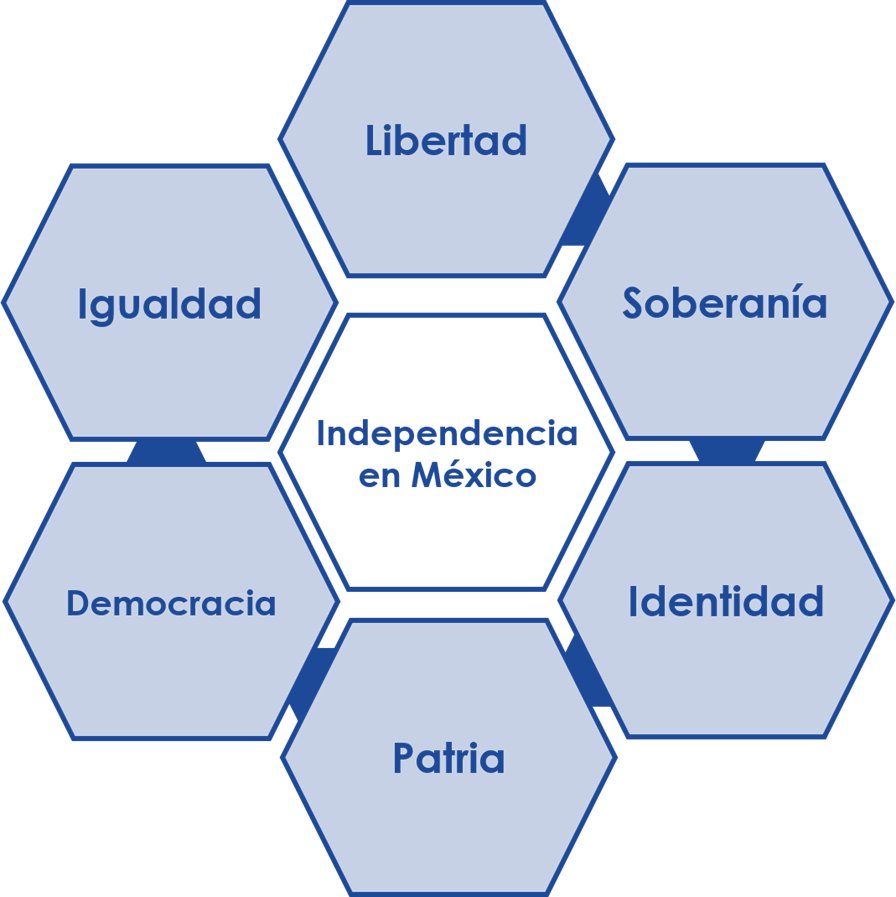 Libertad
Igualdad
Soberanía
Independencia
en México
Democracia
Identidad
Patria